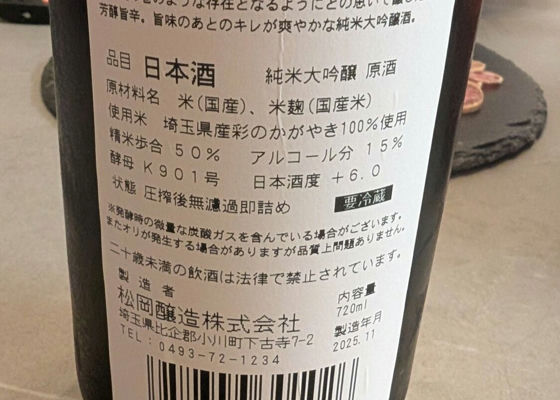 芳醇旨辛。旨味のあとのキレが爽やかな純米大吟醸酒。
品目 日本酒 純米大吟醸 原酒
原材料名 米(国産)、米麹(国産米)
使用米 埼玉県産彩のかがやき100%使用
精米歩合 50% アルコール分 15%
酵母 K901号 日本酒度 +6.0
状態 圧搾後無濾過即詰め 要冷蔵
※発酵時の微量な炭酸ガスを含んでいる場合がございます。
またオリが発生する場合がありますが品質上問題ありません。
二十歳未満の飲酒は法律で禁止されています。
製造者
松岡醸造株式会社
埼玉県比企郡小川町下古寺7-2
TEL:0493-72-1234
内容量
720ml
製造年月
2025.11